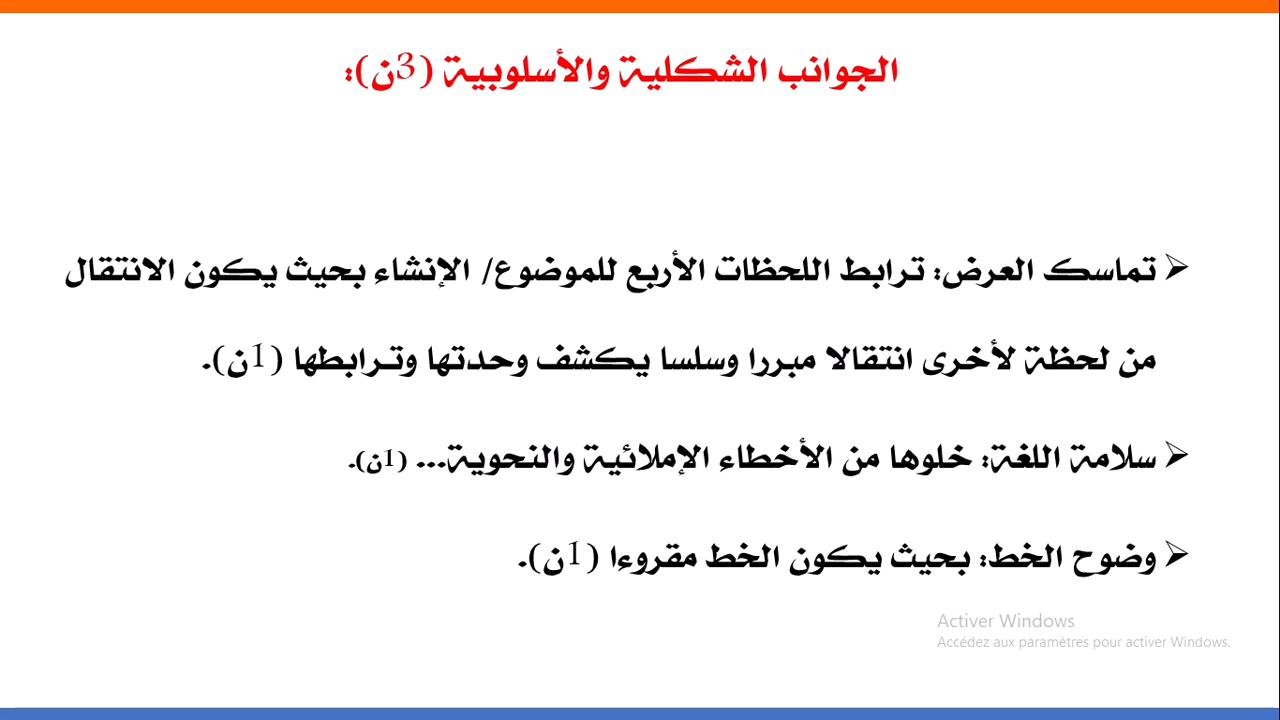 الجوانب الشكلية والأسلوبية (3ن):
⮚ تماسك العرض: ترابط اللحظات الأربع للموضوع/ الإنشاء بحيث يكون الانتقال
من لحظة لأخرى انتقالا مبررا وسلسا يكشف وحدتها وترابطها (1ن).
⮚ سلامة اللغة: خلوها من الأخطاء الإملائية والنحوية... (1ن).
⮚ وضوح الخط: بحيث يكون الخط مقروءا (1ن).
Activer Windows
Accédez aux paramètres pour activer Windows.